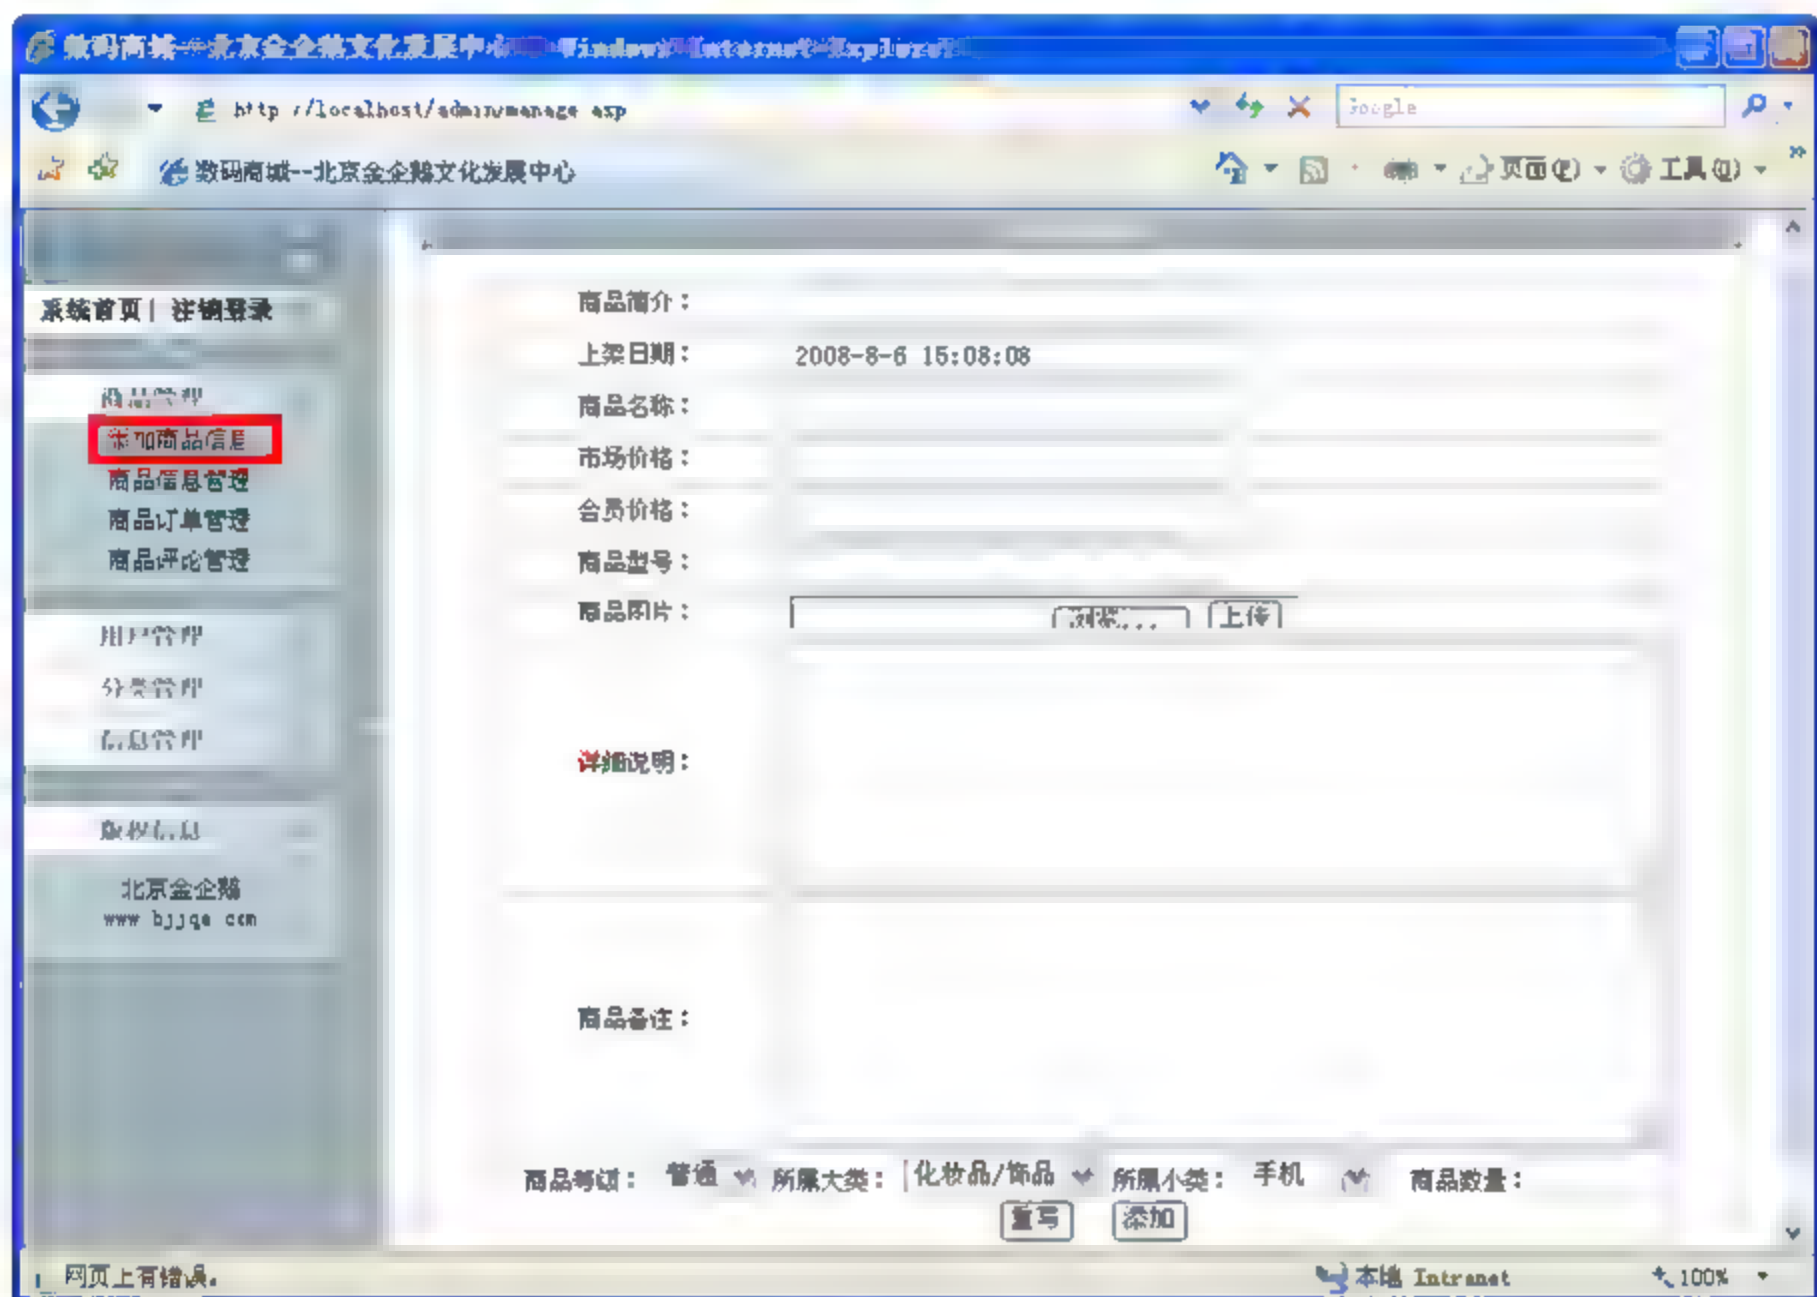 数码商城--北京金企鹅文化发展中心 - Windows Internet Explorer
http://localhost/admin/manage.asp
Google
数码商城--北京金企鹅文化发展中心
页面(P)
工具(O)
系统首页| 注销登录
商品管理
添加商品信息
商品信息管理
商品订单管理
商品评论管理
用户管理
分类管理
信息管理
版权信息
北京金企鹅
www.bjjqe.com
商品简介：
上架日期： 2008-8-6 15:08:08
商品名称：
市场价格：
会员价格：
商品型号：
商品图片： 浏览... 上传
详细说明：
商品备注：
商品等级： 普通 所属大类： 化妆品/饰品 所属小类： 手机 商品数量：
重写 添加
网页上有错误。 本地 Intranet 100%